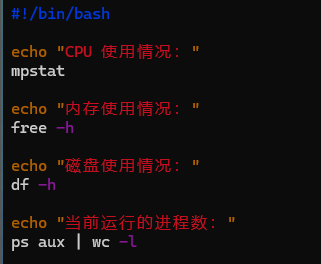 #!/bin/bash
echo "CPU 使用情况："
mpstat
echo "内存使用情况："
free -h
echo "磁盘使用情况："
df -h
echo "当前运行的进程数："
ps aux | wc -l